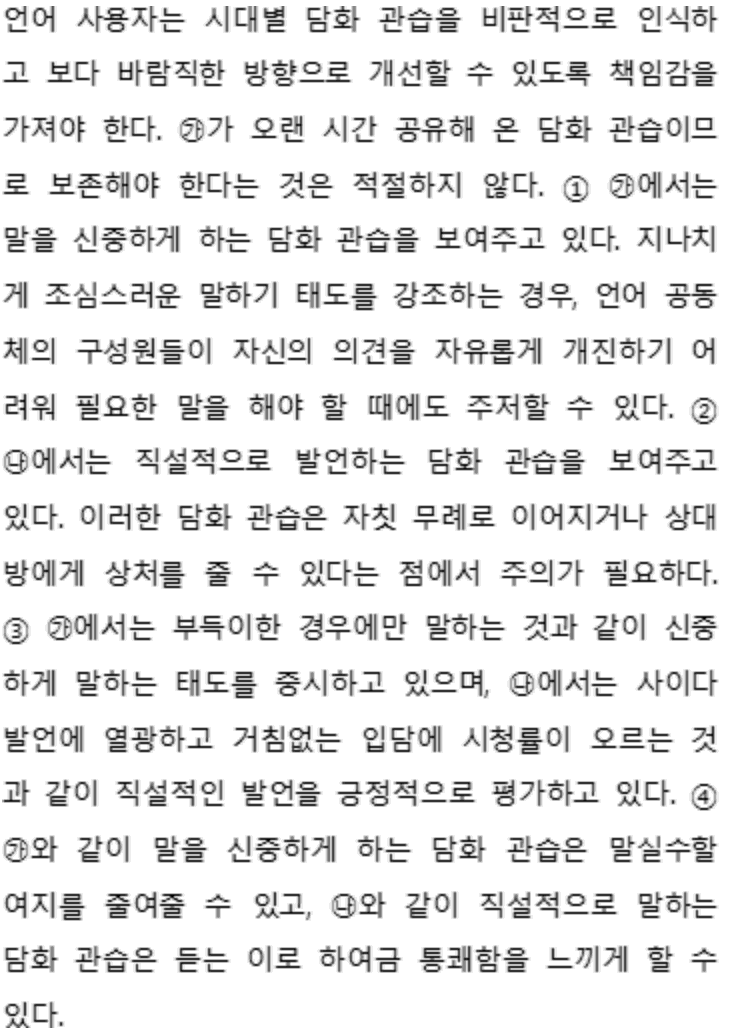 언어 사용자는 시대별 담화 관습을 비판적으로 인식하
고 보다 바람직한 방향으로 개선할 수 있도록 책임감을
가져야 한다. ㉮가 오랜 시간 공유해 온 담화 관습이므
로 보존해야 한다는 것은 적절하지 않다. ① ㉮에서는
말을 신중하게 하는 담화 관습을 보여주고 있다. 지나치
게 조심스러운 말하기 태도를 강조하는 경우, 언어 공동
체의 구성원들이 자신의 의견을 자유롭게 개진하기 어
려워 필요한 말을 해야 할 때에도 주저할 수 있다. ②
㉯에서는 직설적으로 발언하는 담화 관습을 보여주고
있다. 이러한 담화 관습은 자칫 무례로 이어지거나 상대
방에게 상처를 줄 수 있다는 점에서 주의가 필요하다.
③ ㉮에서는 부득이한 경우에만 말하는 것과 같이 신중
하게 말하는 태도를 중시하고 있으며, ㉯에서는 사이다
발언에 열광하고 거침없는 입담에 시청률이 오르는 것
과 같이 직설적인 발언을 긍정적으로 평가하고 있다. ④
㉮와 같이 말을 신중하게 하는 담화 관습은 말실수할
여지를 줄여줄 수 있고, ㉯와 같이 직설적으로 말하는
담화 관습은 듣는 이로 하여금 통쾌함을 느끼게 할 수
있다.